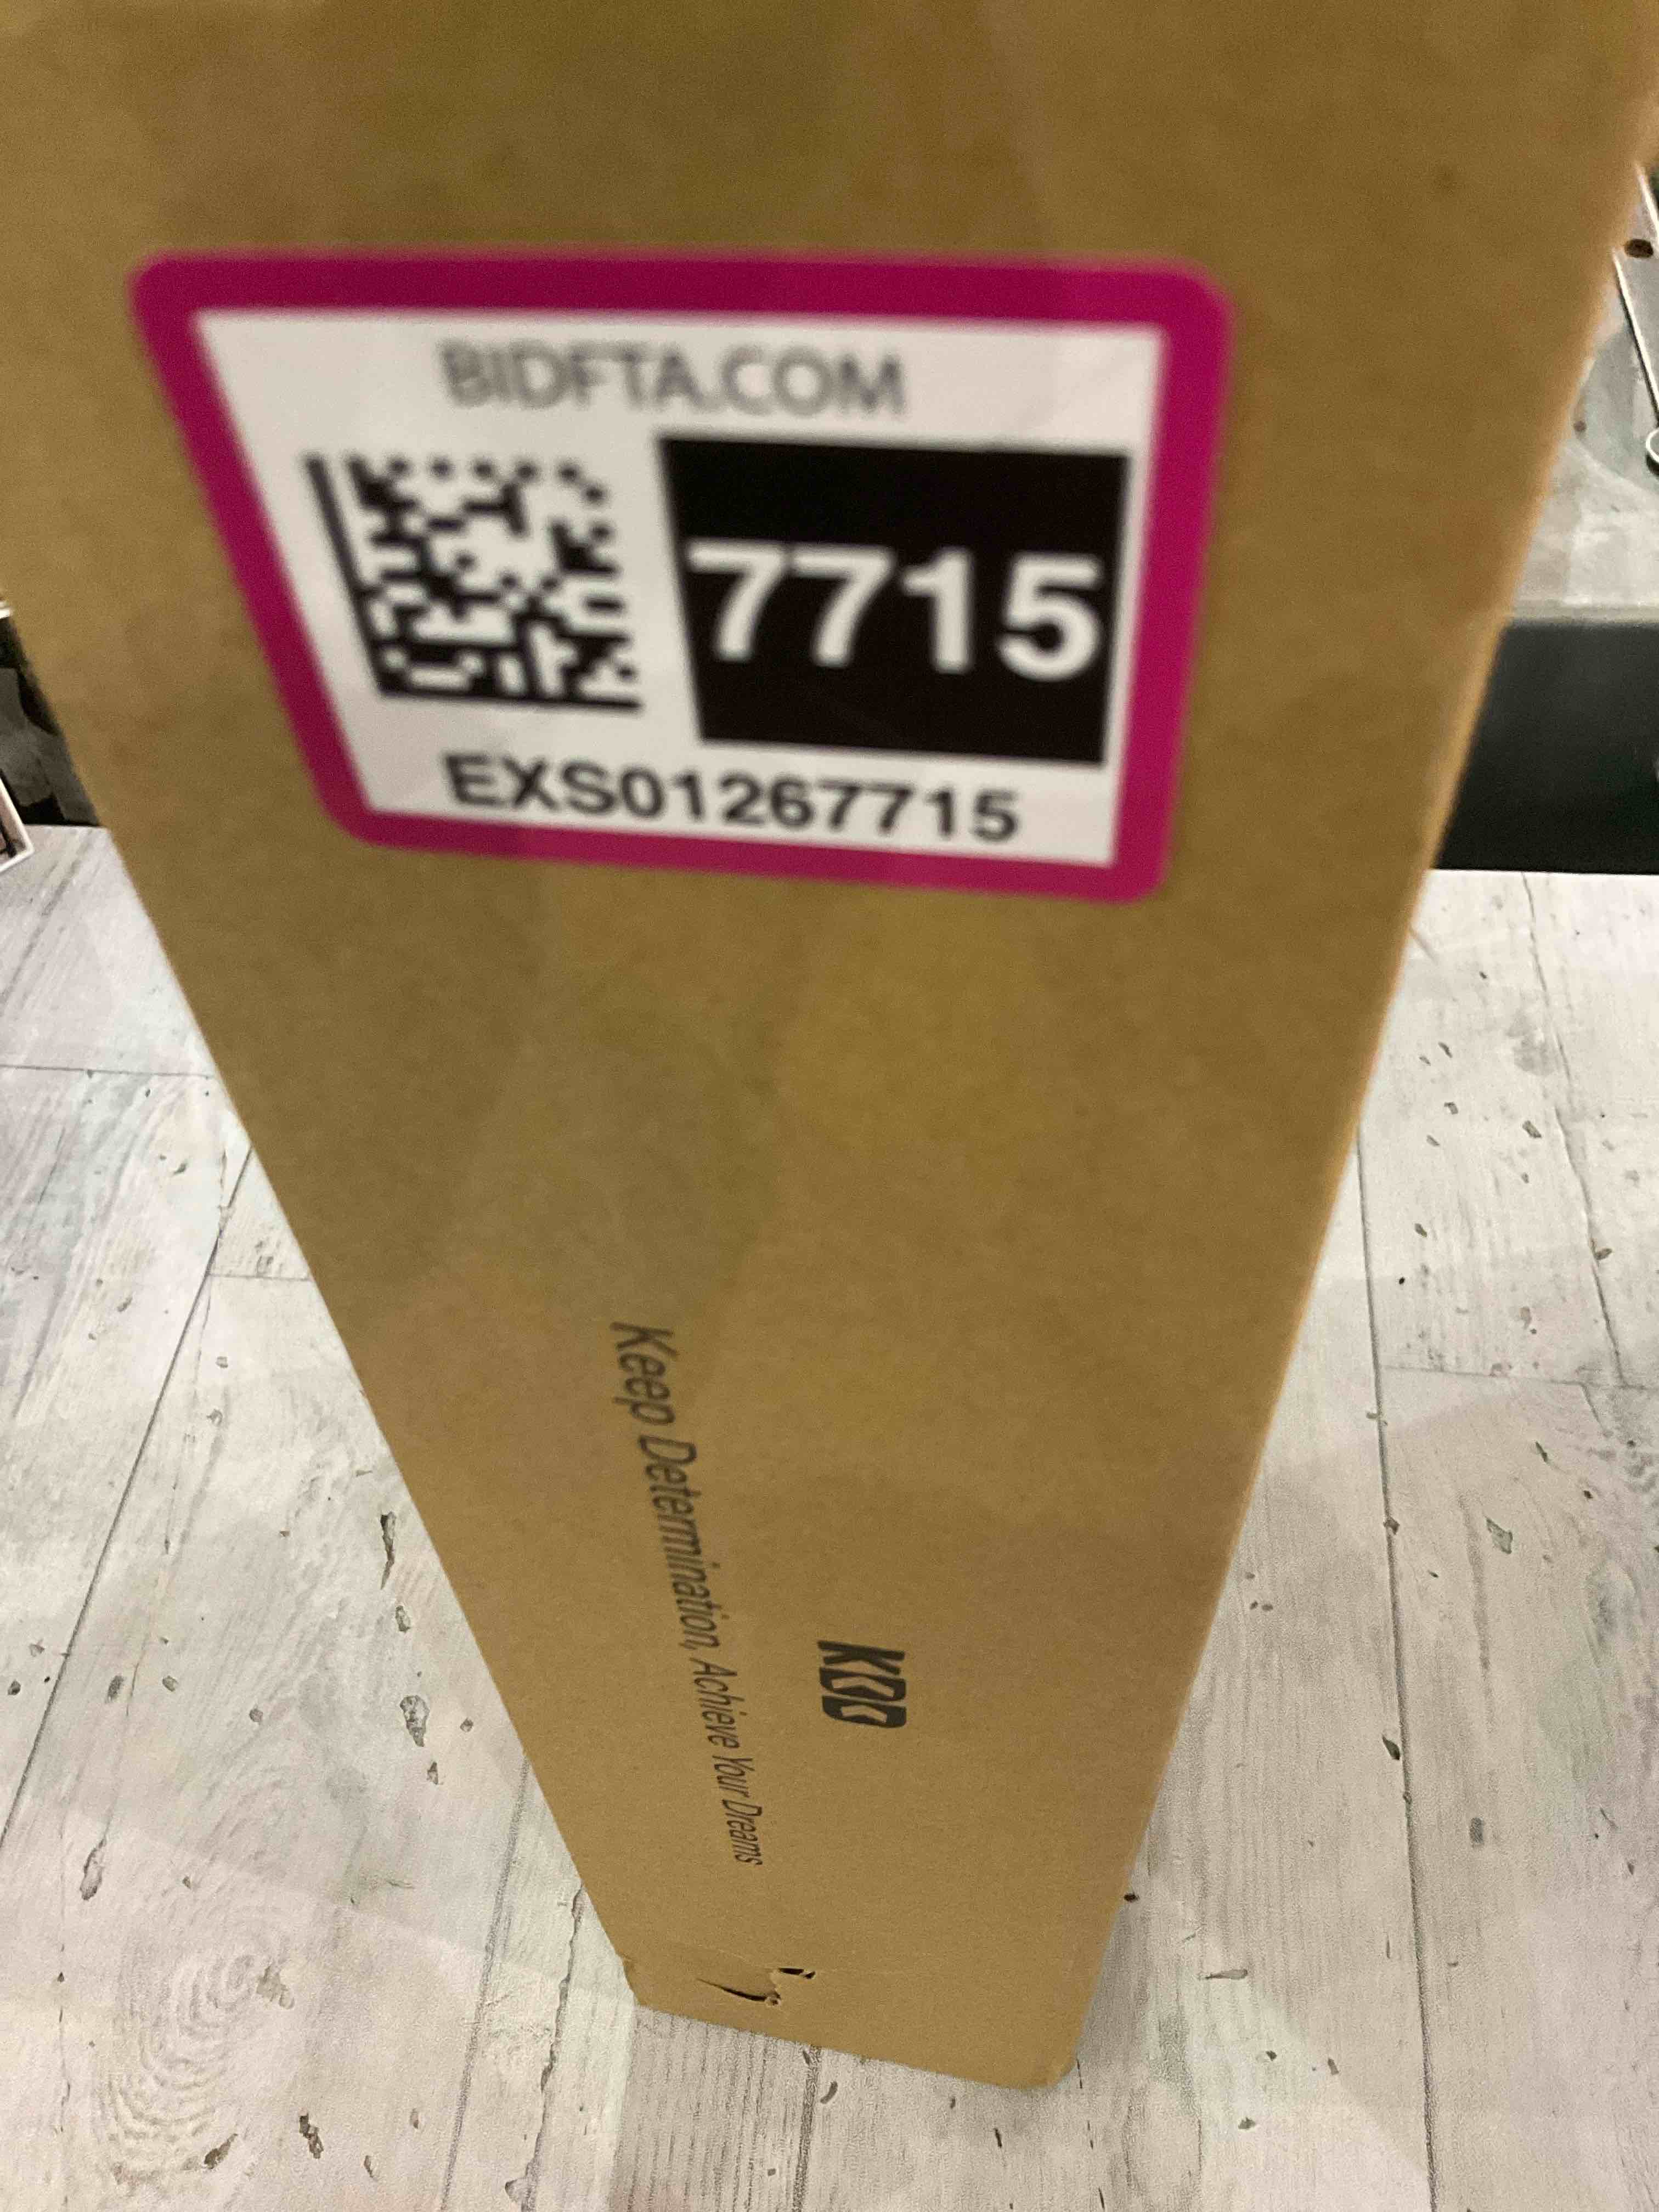 BIDFTA.COM
7715
EXS01267715
KDD
Keep Determination, Achieve Your Dreams